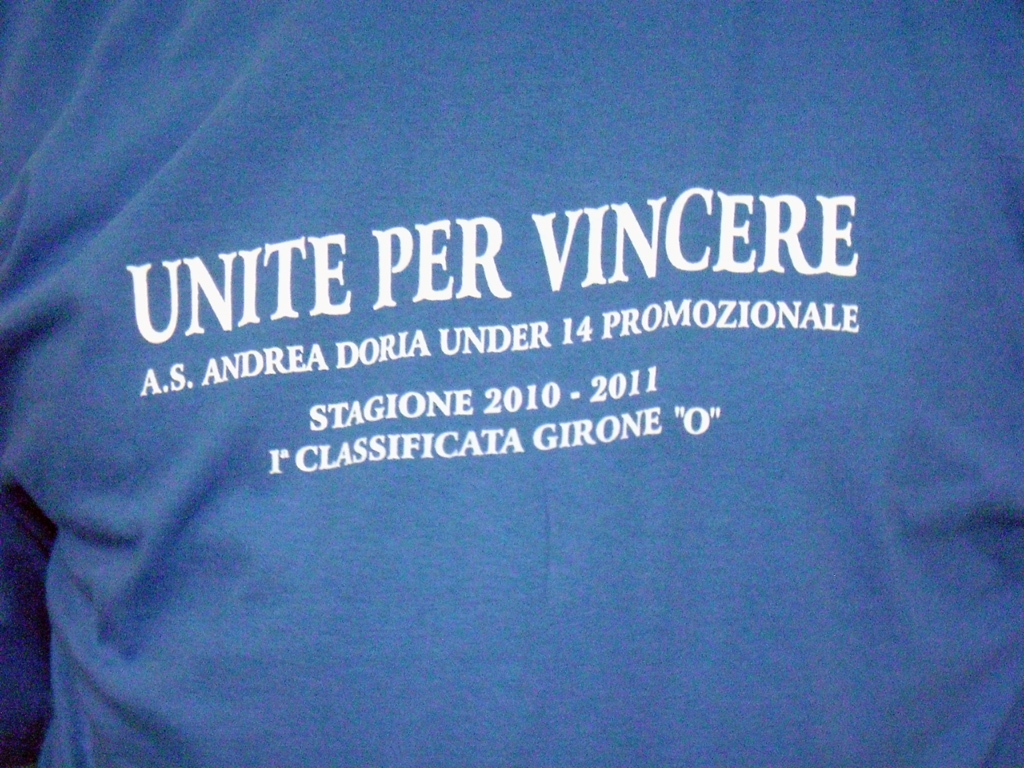 UNITE PER VINCERE
A.S. ANDREA DORIA UNDER 14 PROMOZIONALE
STAGIONE 2010 - 2011
1ª CLASSIFICATA GIRONE "O"